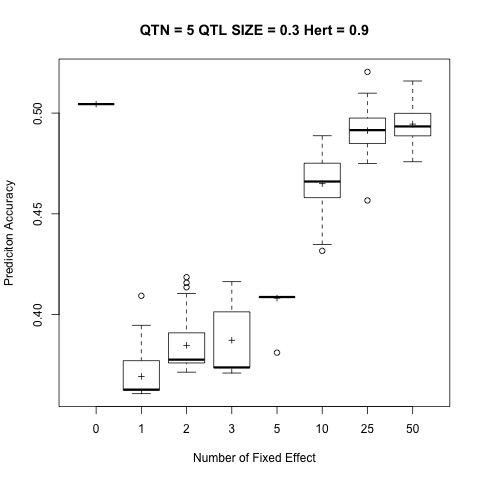 QTN = 5 QTL SIZE = 0.3 Hert = 0.9
Prediciton Accuracy
0.50
0.45
0.40
0 1 2 3 5 10 25 50
Number of Fixed Effect